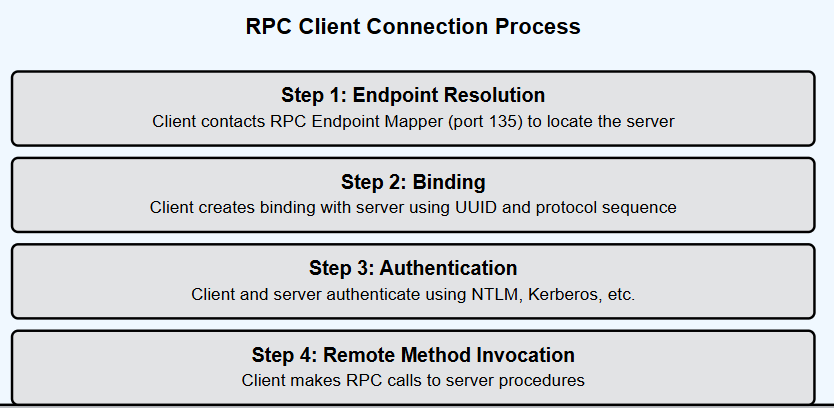 RPC Client Connection Process
Step 1: Endpoint Resolution
Client contacts RPC Endpoint Mapper (port 135) to locate the server
Step 2: Binding
Client creates binding with server using UUID and protocol sequence
Step 3: Authentication
Client and server authenticate using NTLM, Kerberos, etc.
Step 4: Remote Method Invocation
Client makes RPC calls to server procedures